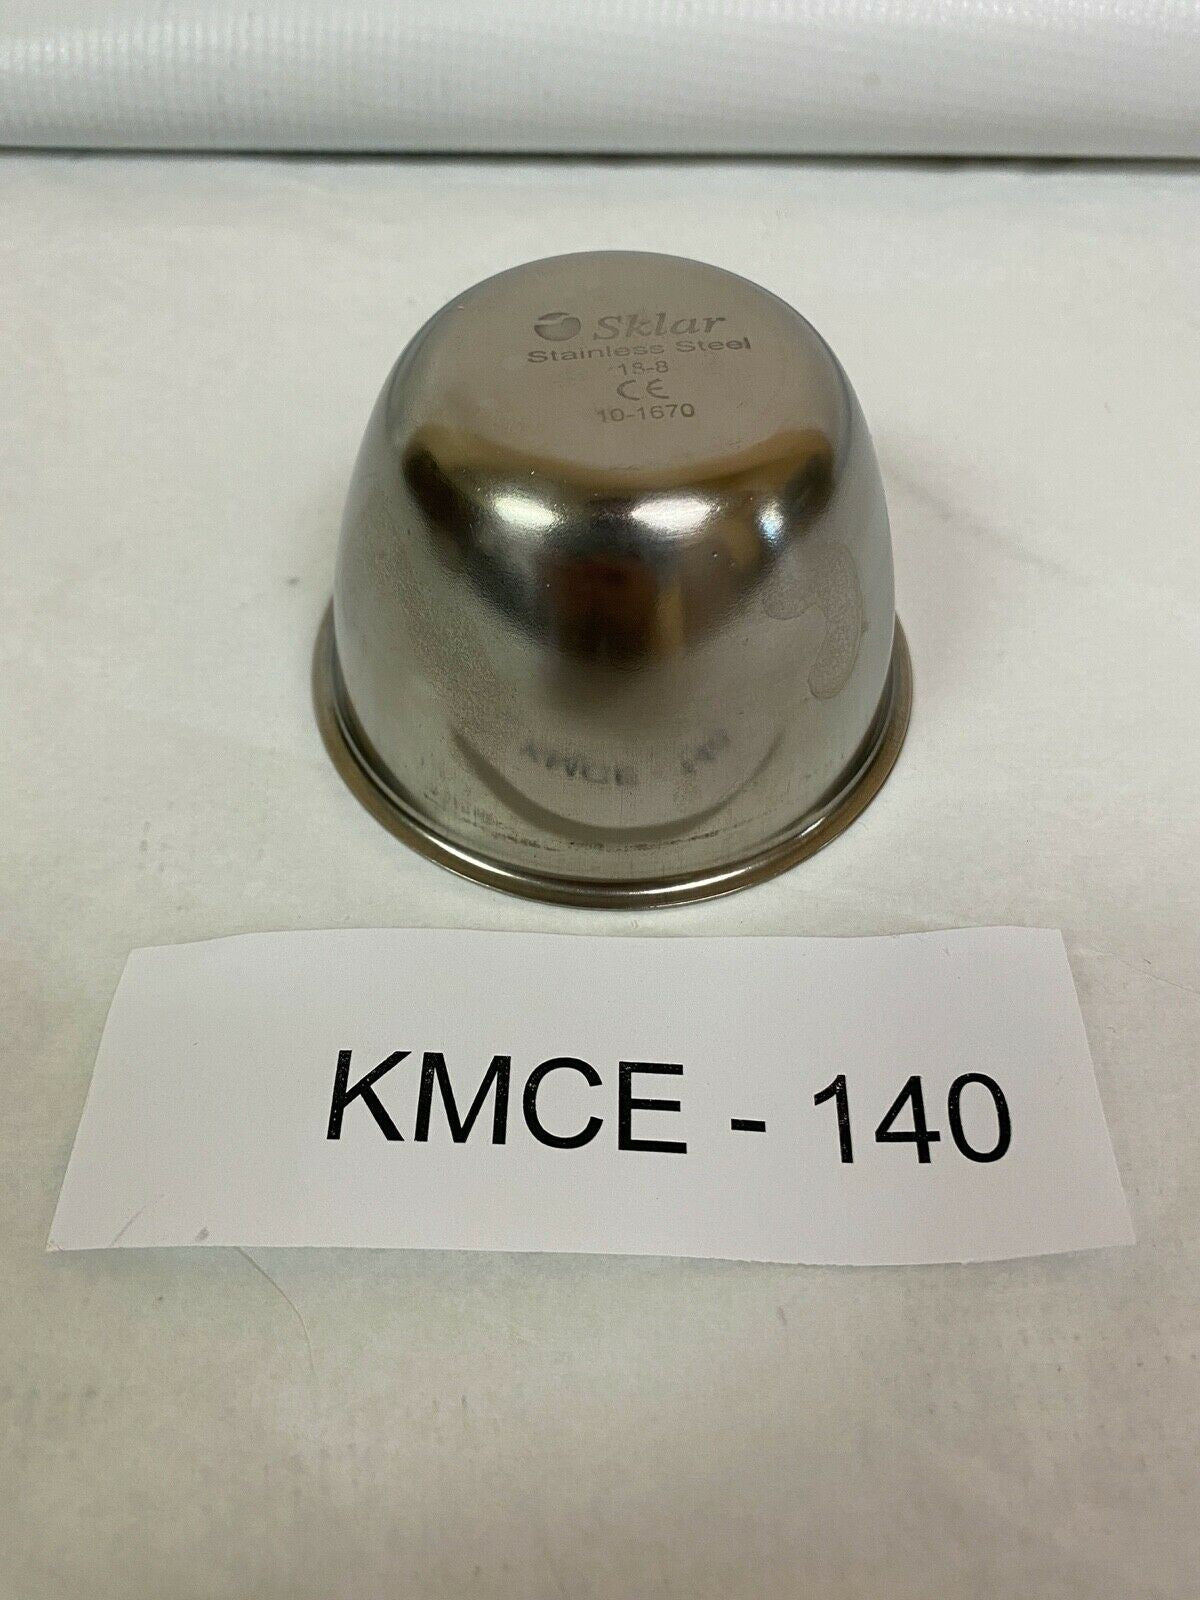 Sklar
Stainless Steel
18-8
CE
10-1670
KMCE - 140